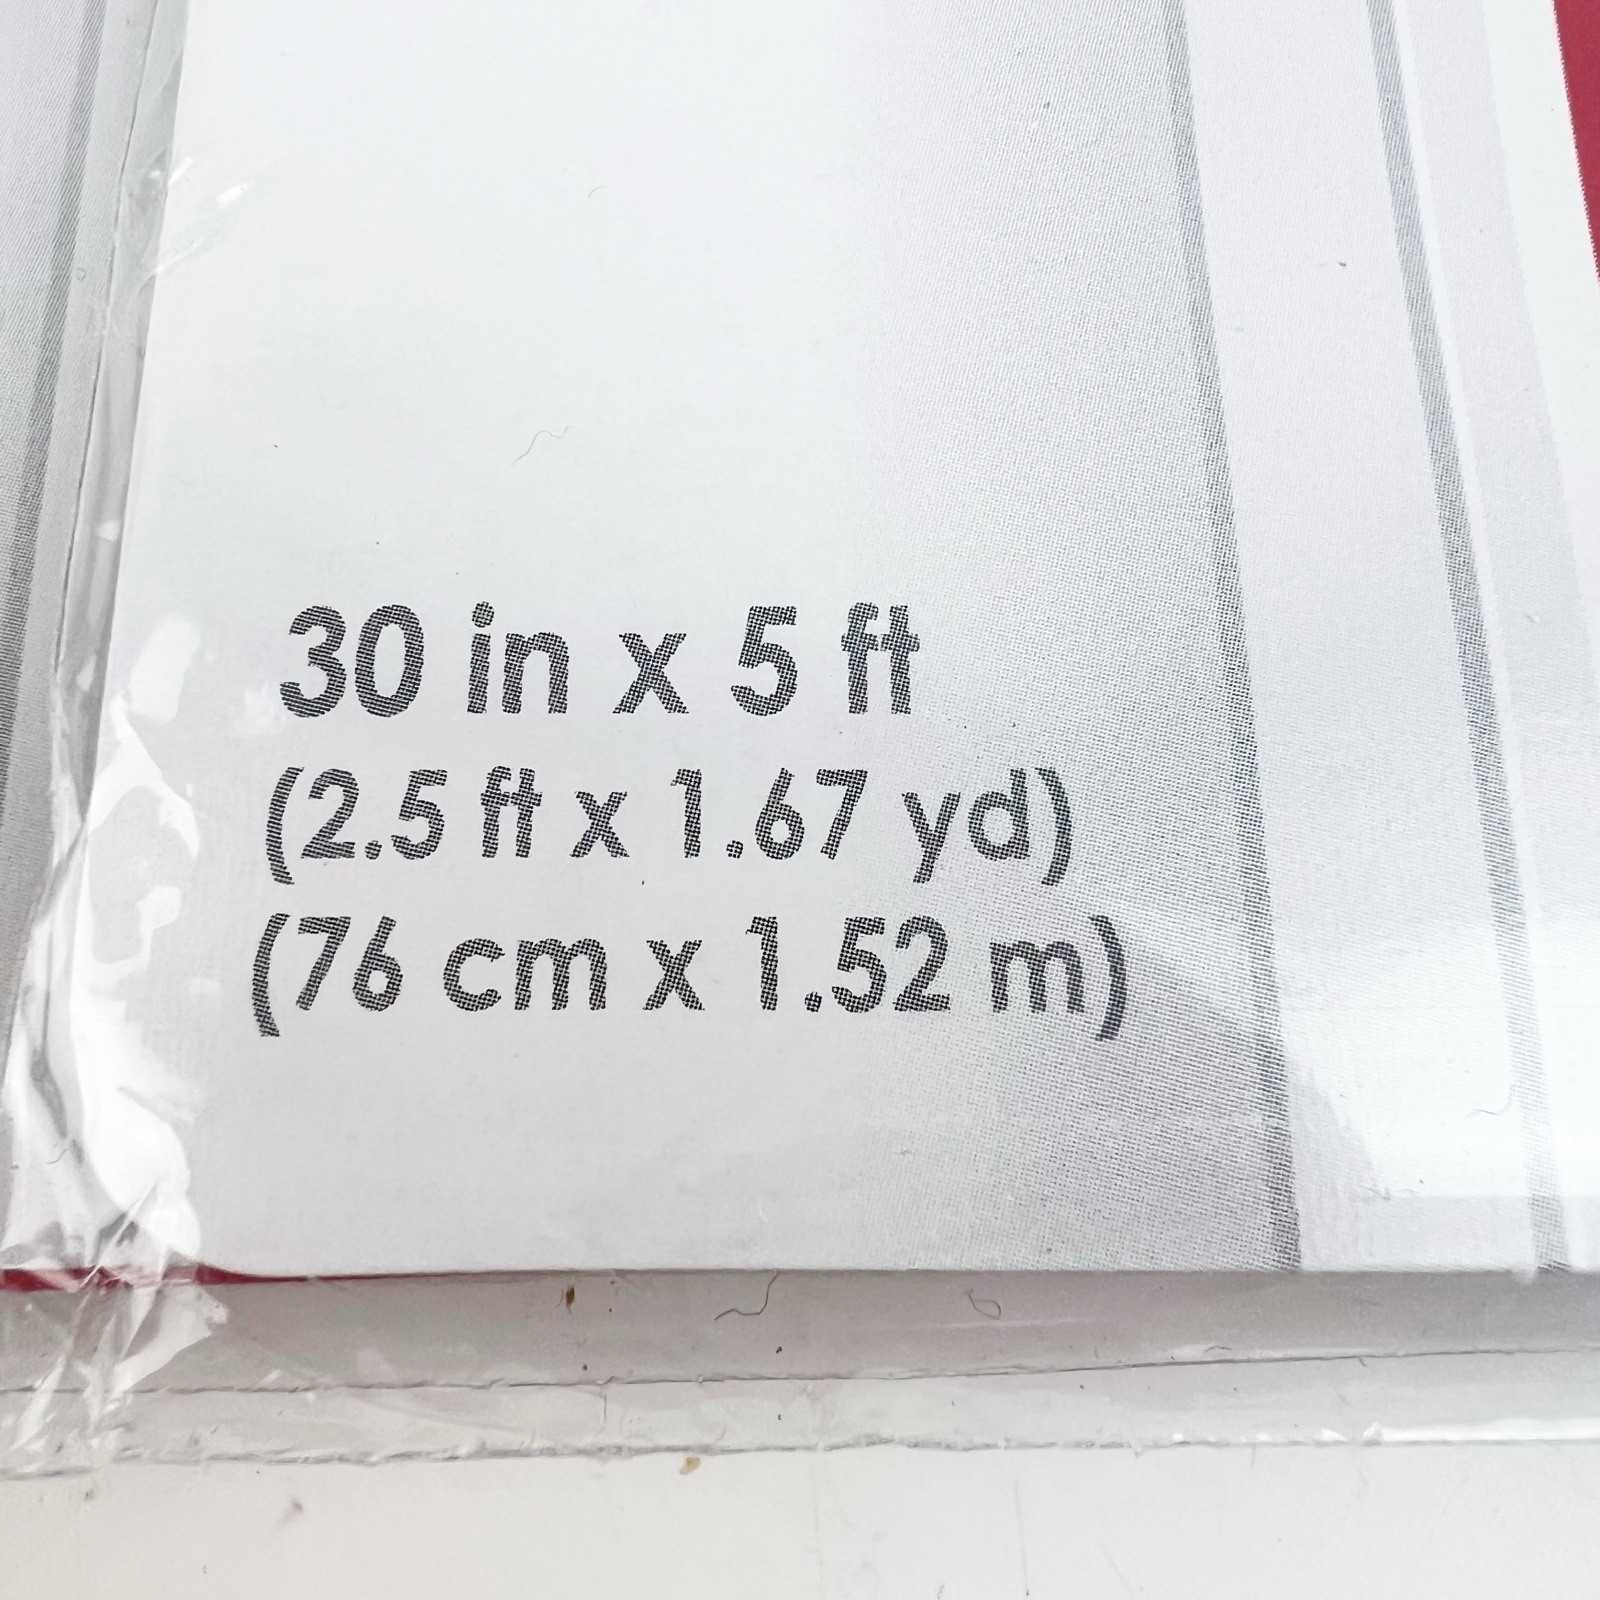 30 in x 5 ft
(2.5 ft x 1.67 yd)
(76 cm x 1.52 m)